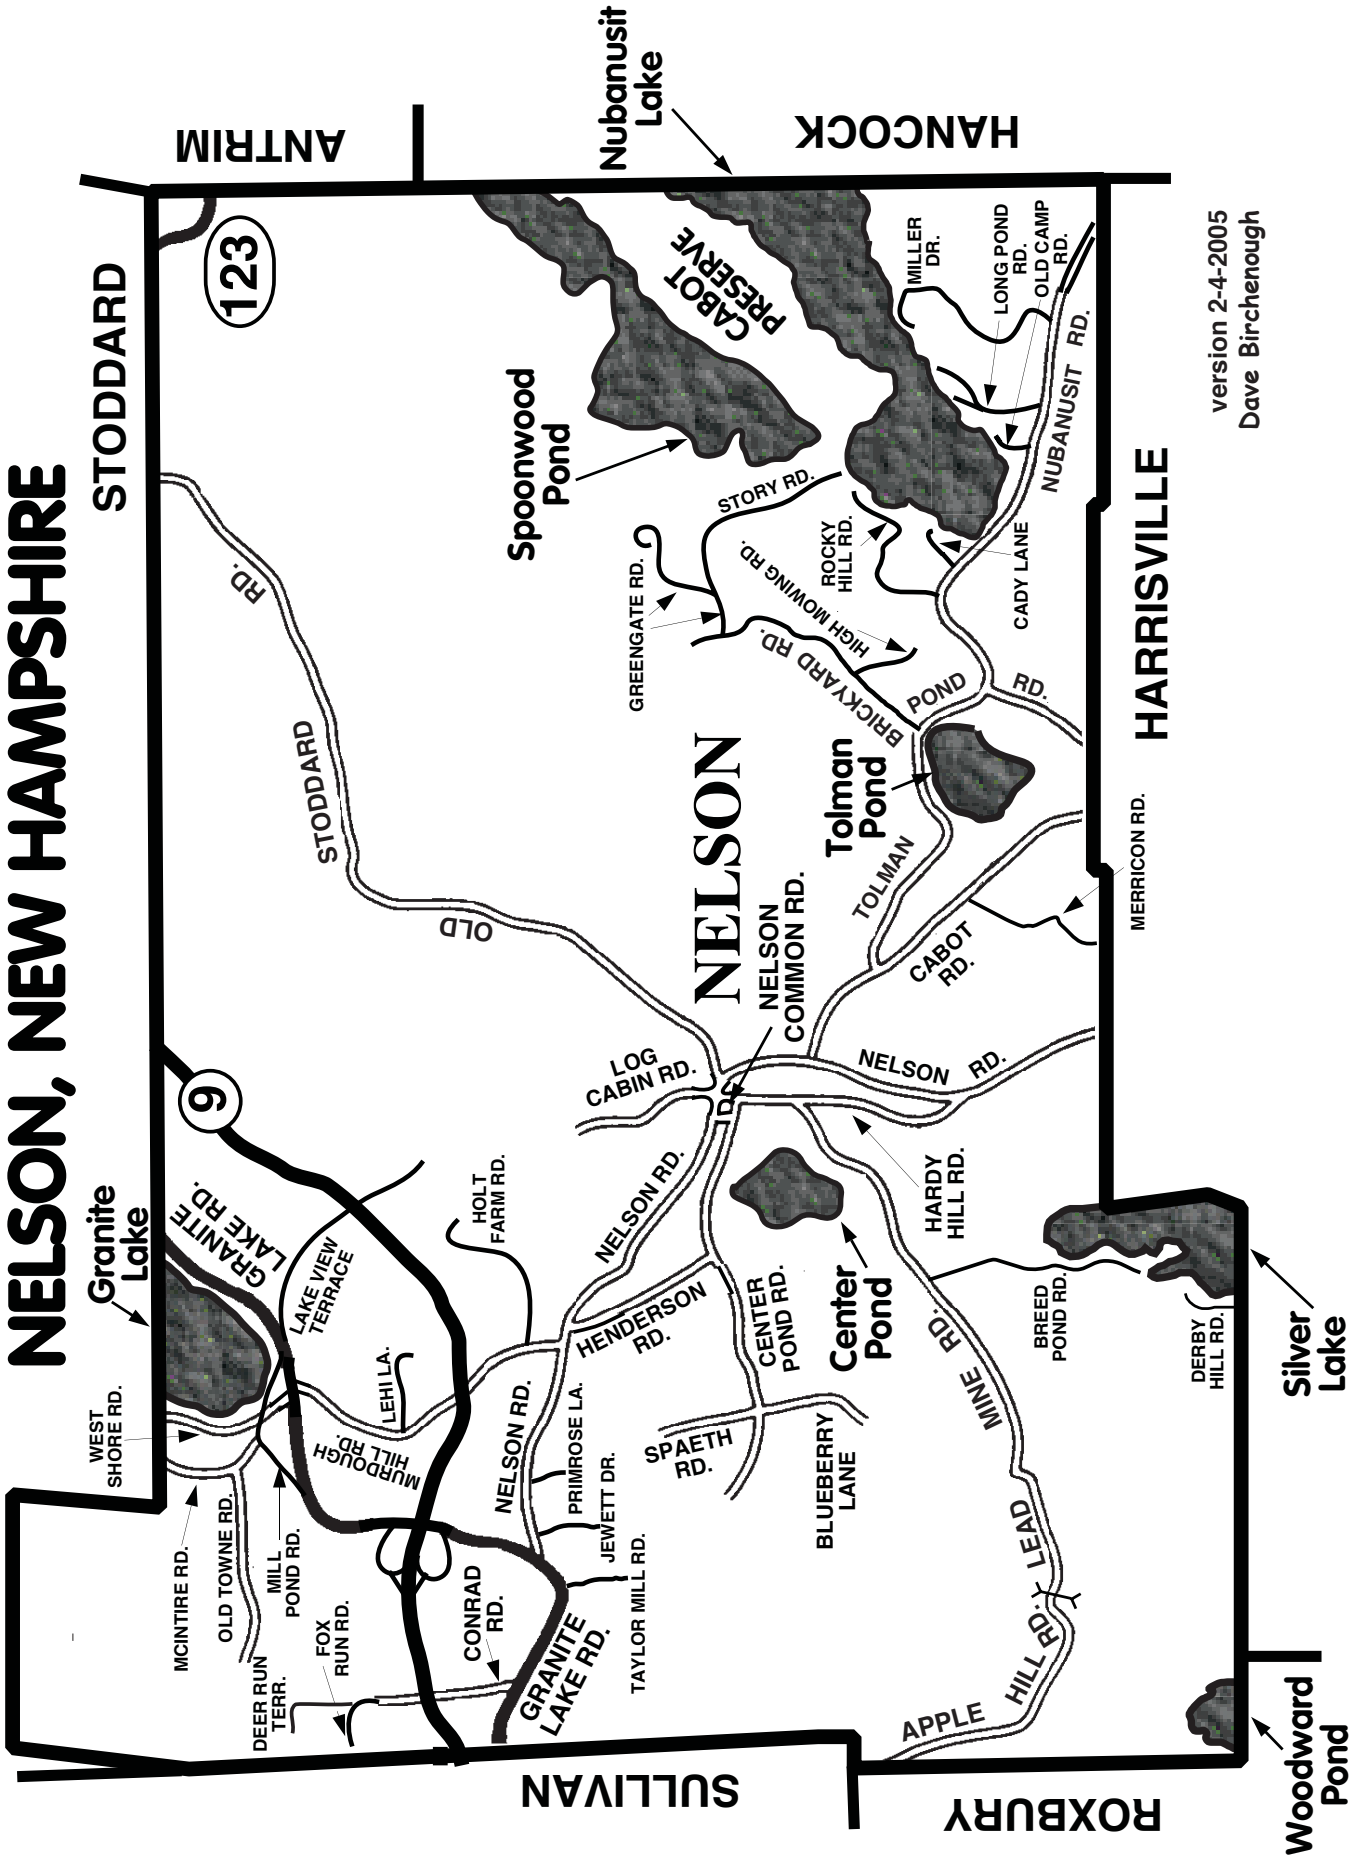 NELSON, NEW HAMPSHIRE
STODDARD
ANTRIM
HANCOCK
HARRISVILLE
SULLIVAN
ROXBURY
123
9
Granite
Lake
Nubanusit
Lake
Spoonwood
Pond
CABOT
PRESERVE
Tolman
Pond
Center
Pond
Silver
Lake
Woodward
Pond
NELSON
NELSON
COMMON RD.
OLD
STODDARD
RD.
LOG
CABIN RD.
GRANITE
LAKE RD.
LAKE VIEW
TERRACE
HOLT
FARM RD.
LEHI LA.
WEST
SHORE RD.
MURDOUGH
HILL RD.
MCINTIRE RD.
OLD TOWNE RD.
MILL
POND RD.
FOX
RUN RD.
DEER RUN
TERR.
CONRAD
RD.
GRANITE
LAKE RD.
TAYLOR MILL RD.
JEWETT DR.
PRIMROSE LA.
NELSON RD.
NELSON RD.
HENDERSON
RD.
CENTER
POND RD.
SPAETH
RD.
BLUEBERRY
LANE
STORY RD.
GREENGATE RD.
HIGH MOWING RD.
BRICKYARD RD.
ROCKY
HILL RD.
CADY LANE
MILLER
DR.
LONG POND
RD.
OLD CAMP
RD.
NUBANUSIT RD.
TOLMAN
POND
RD.
CABOT
RD.
MERRICON RD.
NELSON RD.
HARDY
HILL RD.
BREED
POND RD.
DERBY
HILL RD.
LEAD
MINE RD.
APPLE
HILL RD.
version 2-4-2005
Dave Birchenough